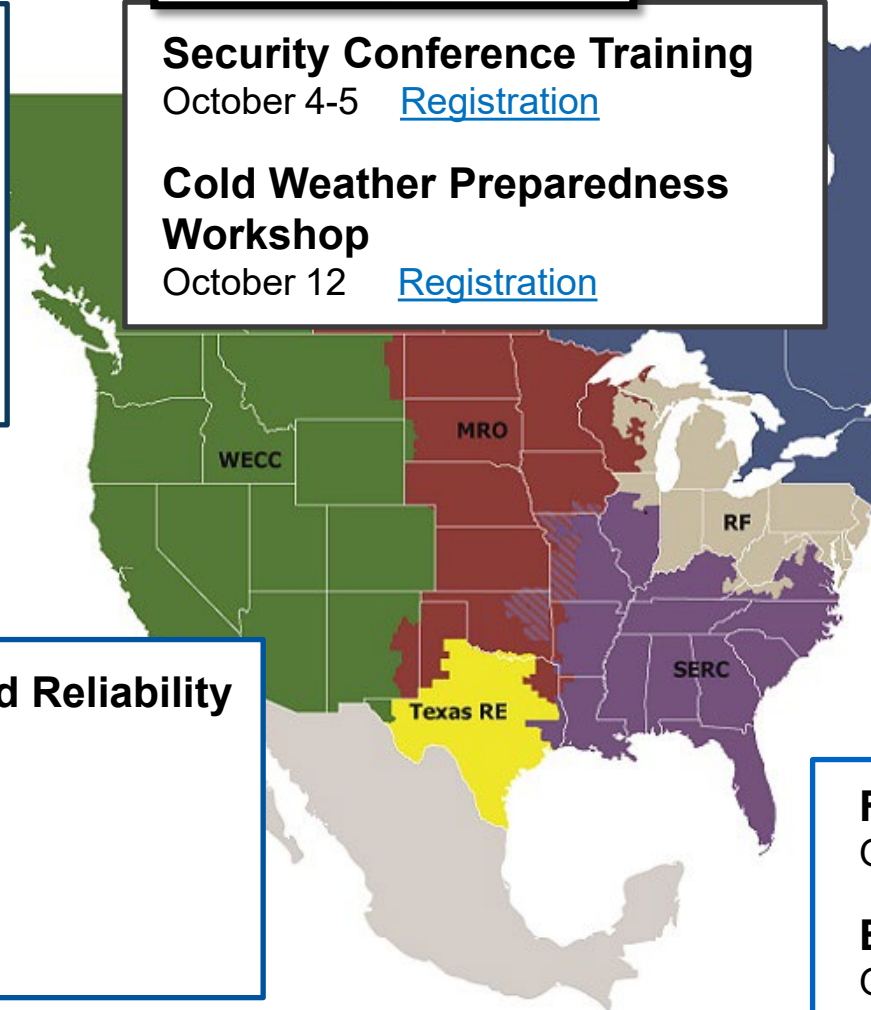 Security Conference Training
October 4-5 Registration
Cold Weather Preparedness
Workshop
October 12 Registration
MRO
WECC
RF
SERC
Reliability
Texas RE